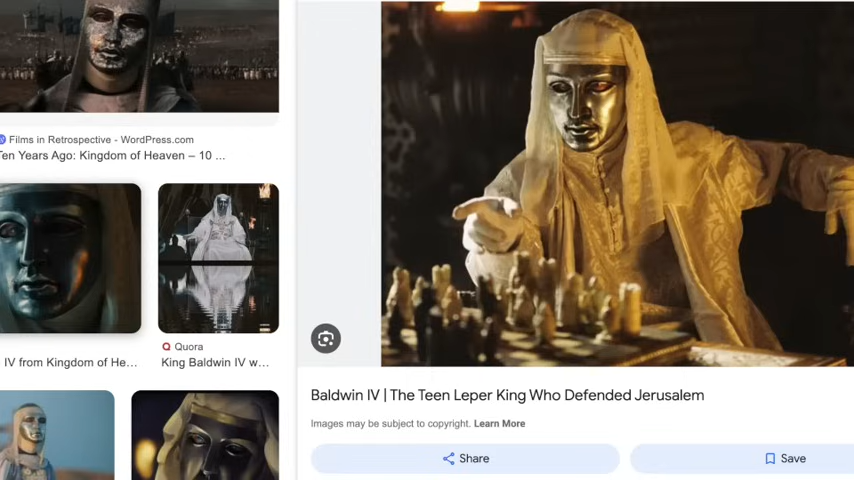 Films in Retrospective - WordPress.com
Ten Years Ago: Kingdom of Heaven – 10 ...
Quora
IV from Kingdom of He...
King Baldwin IV w...
Baldwin IV | The Teen Leper King Who Defended Jerusalem
Images may be subject to copyright. Learn More
Share
Save